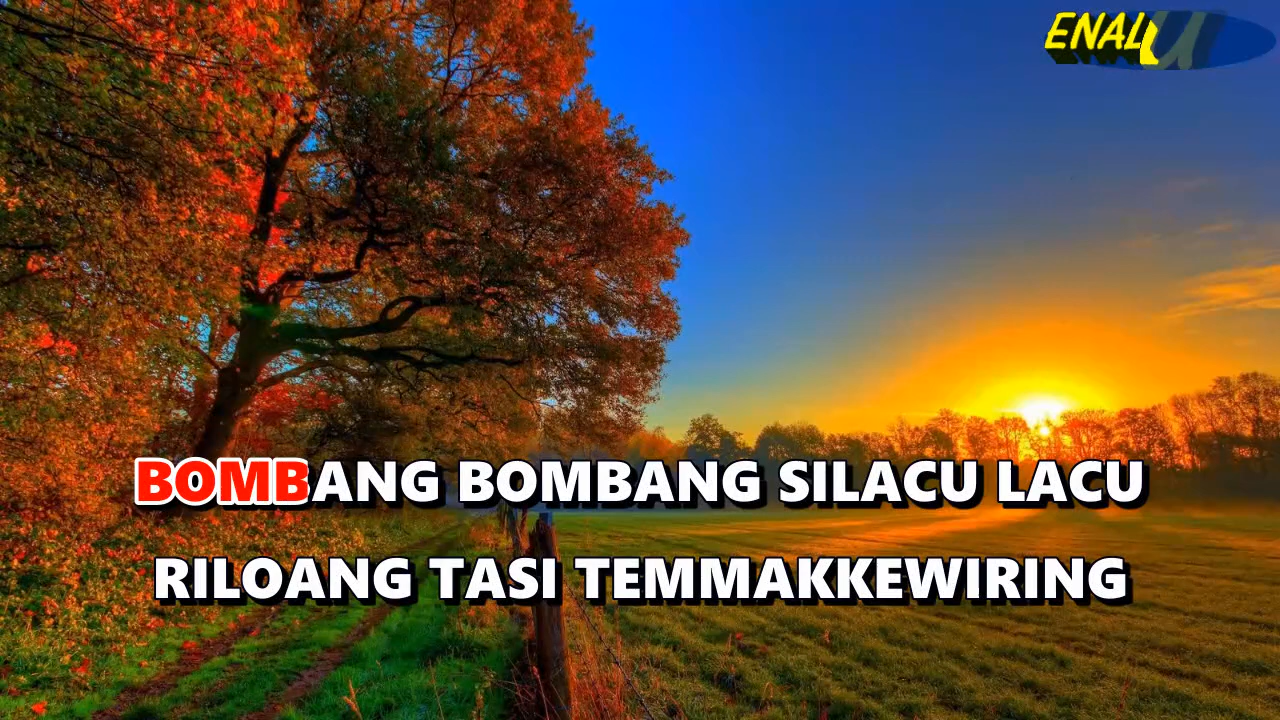 ENAL U
BOMBANG BOMBANG SILACU LACU
RILOANG TASI TEMMAKKEWIRING